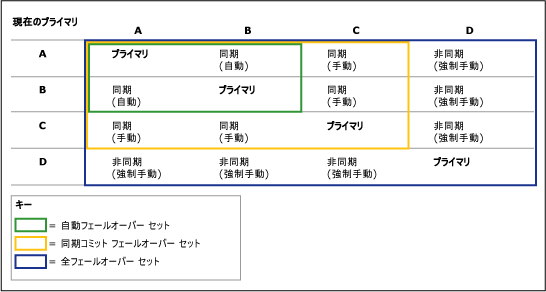 現在のプライマリ
A B C D
A プライマリ 同期 同期 非同期
(自動) (手動) (強制手動)
B 同期 プライマリ 同期 非同期
(自動) (手動) (強制手動)
C 同期 同期 プライマリ 非同期
(手動) (手動) (強制手動)
D 非同期 非同期 非同期 プライマリ
(強制手動) (強制手動) (強制手動)
キー
= 自動フェールオーバー セット
= 同期コミット フェールオーバー セット
= 全フェールオーバー セット